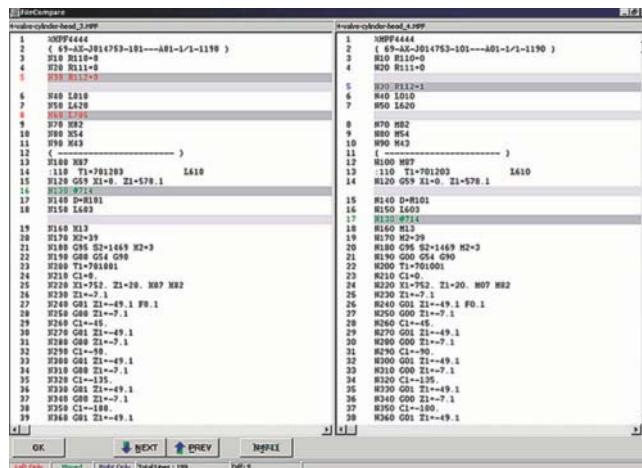 FileCompare
4-valve-cylinder-head_3.MPF
1 %MPF4444
2 ( 69-AX-J014753-101---A01-1/1-1190 )
3 N10 R110=0
4 N20 R111=0
5 N30 R112=0
6 N40 L010
7 N50 L620
8 N60 L705
9 N70 M82
10 N80 M54
11 N90 M43
12 ( ------------------------ )
13 N100 M87
14 :110 T1=701203 L610
15 N120 G59 X1=0. Z1=578.1
16 N130 @714
17 N140 D=R101
18 N150 L603
19 N160 M13
20 N170 M2=39
21 N180 G95 S2=1469 M2=3
22 N190 G00 G54 G90
23 N200 T1=701001
24 N210 C1=0.
25 N220 X1=752. Z1=20. M07 M82
26 N230 Z1=-7.1
27 N240 G01 Z1=-49.1 F0.1
28 N250 G00 Z1=-7.1
29 N260 C1=-45.
30 N270 G01 Z1=-49.1
31 N280 G00 Z1=-7.1
32 N290 C1=-90.
33 N300 G01 Z1=-49.1
34 N310 G00 Z1=-7.1
35 N320 C1=-135.
36 N330 G01 Z1=-49.1
37 N340 G00 Z1=-7.1
38 N350 C1=-180.
39 N360 G01 Z1=-49.1
4-valve-cylinder-head_4.MPF
1 %MPF4444
2 ( 69-AX-J014753-101---A01-1/1-1190 )
3 N10 R110=0
4 N20 R111=0
5 N30 R112=1
6 N40 L010
7 N50 L620
8 N70 M82
9 N80 M54
10 N90 M43
11 ( ------------------------ )
12 N100 M87
13 :110 T1=701203 L610
14 N120 G59 X1=0. Z1=578.1
15 N140 D=R101
16 N150 L603
17 N130 @714
18 N160 M13
19 N170 M2=39
20 N180 G95 S2=1469 M2=3
21 N190 G00 G54 G90
22 N200 T1=701001
23 N210 C1=0.
24 N220 X1=752. Z1=20. M07 M82
25 N230 Z1=-7.1
26 N240 G01 Z1=-49.1 F0.1
27 N250 G00 Z1=-7.1
28 N260 C1=-45.
29 N270 G01 Z1=-49.1
30 N280 G00 Z1=-7.1
31 N290 C1=-90.
32 N300 G01 Z1=-49.1
33 N310 G00 Z1=-7.1
34 N320 C1=-135.
35 N330 G01 Z1=-49.1
36 N340 G00 Z1=-7.1
37 N350 C1=-180.
38 N360 G01 Z1=-49.1
OK NEXT PREV
Left Only Moved Right Only Total Lines : 199 Diff: 5